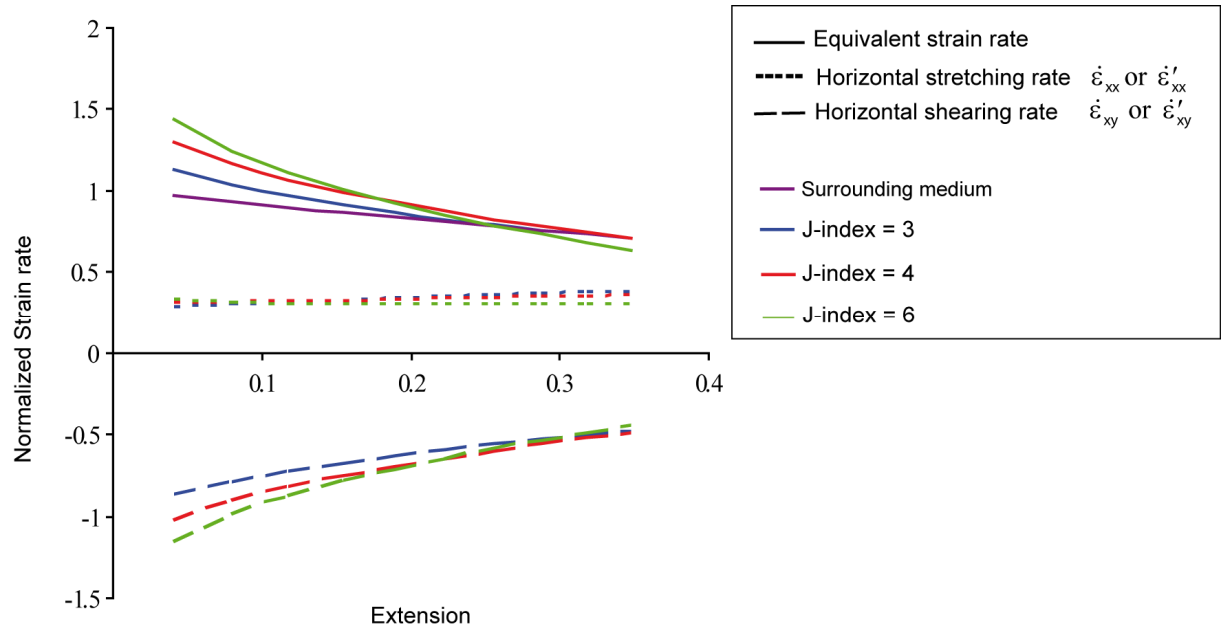 2
1.5
1
0.5
0
-0.5
-1
-1.5
0.1
0.2
0.3
0.4
Normalized Strain rate
Extension
Equivalent strain rate
Horizontal stretching rate ε̇xx or ε̇′xx
Horizontal shearing rate ε̇xy or ε̇′xy
Surrounding medium
J-index = 3
J-index = 4
J-index = 6